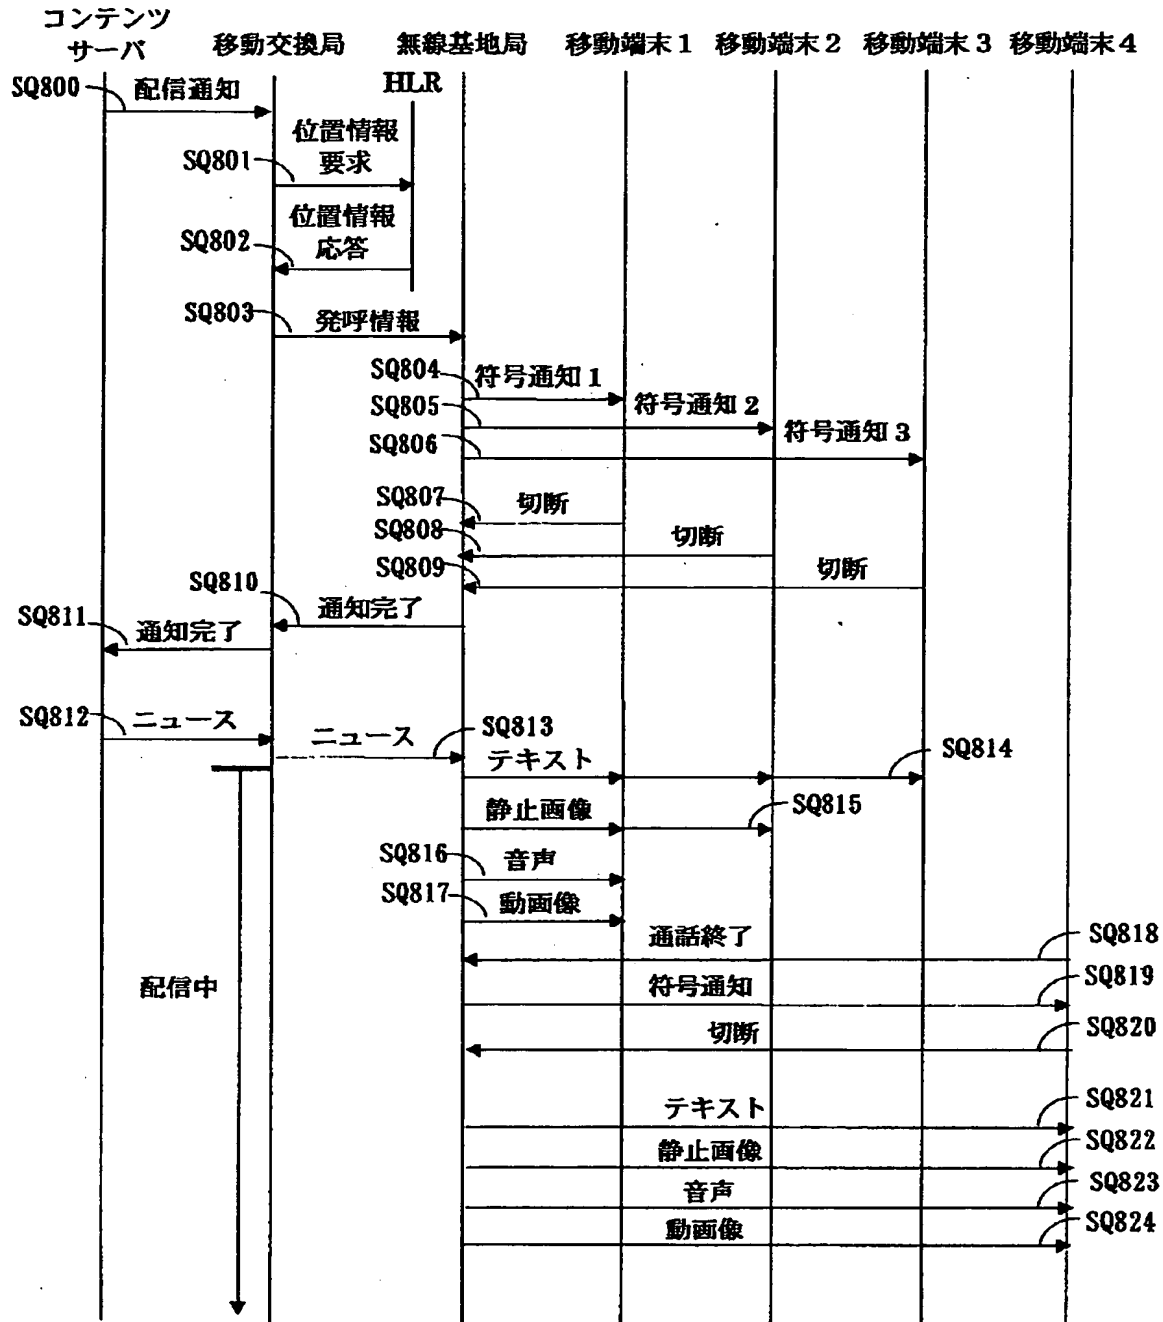 コンテンツ
サーバ
移動交換局
無線基地局
移動端末1
移動端末2
移動端末3
移動端末4
HLR
SQ800
配信通知
位置情報
要求
SQ801
位置情報
応答
SQ802
SQ803
発呼情報
SQ804
符号通知1
SQ805
符号通知2
SQ806
符号通知3
SQ807
切断
SQ808
切断
SQ809
切断
SQ810
通知完了
SQ811
通知完了
SQ812
ニュース
ニュース
SQ813
テキスト
SQ814
静止画像
SQ815
SQ816
音声
SQ817
動画像
通話終了
SQ818
配信中
符号通知
SQ819
切断
SQ820
テキスト
SQ821
静止画像
SQ822
音声
SQ823
動画像
SQ824